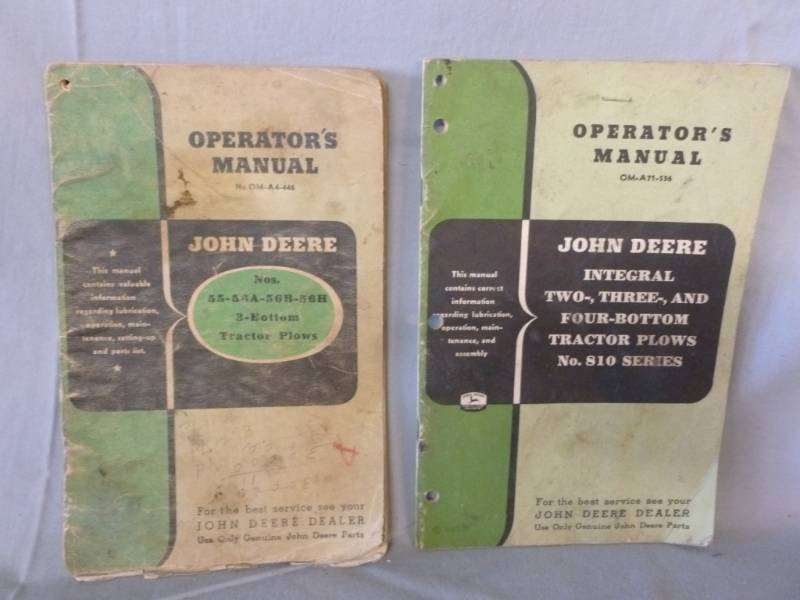 OPERATOR'S
MANUAL
No. OM-A4-446
JOHN DEERE
Nos.
55-56A-56B-56H
Tractor Plows
This manual
contains valuable
information
regarding lubrication,
operation, main-
tenance, setting-up
and parts list.
For the best service see your
JOHN DEERE DEALER
Use Only Genuine John Deere Parts
OPERATOR'S
MANUAL
OM-A71-556
JOHN DEERE
INTEGRAL
TWO-, THREE-, AND
FOUR-BOTTOM
TRACTOR PLOWS
No. 810 SERIES
This manual
contains correct
information
regarding lubrication,
operation, main-
tenance, and
assembly
For the best service see your
JOHN DEERE DEALER
Use Only Genuine John Deere Parts